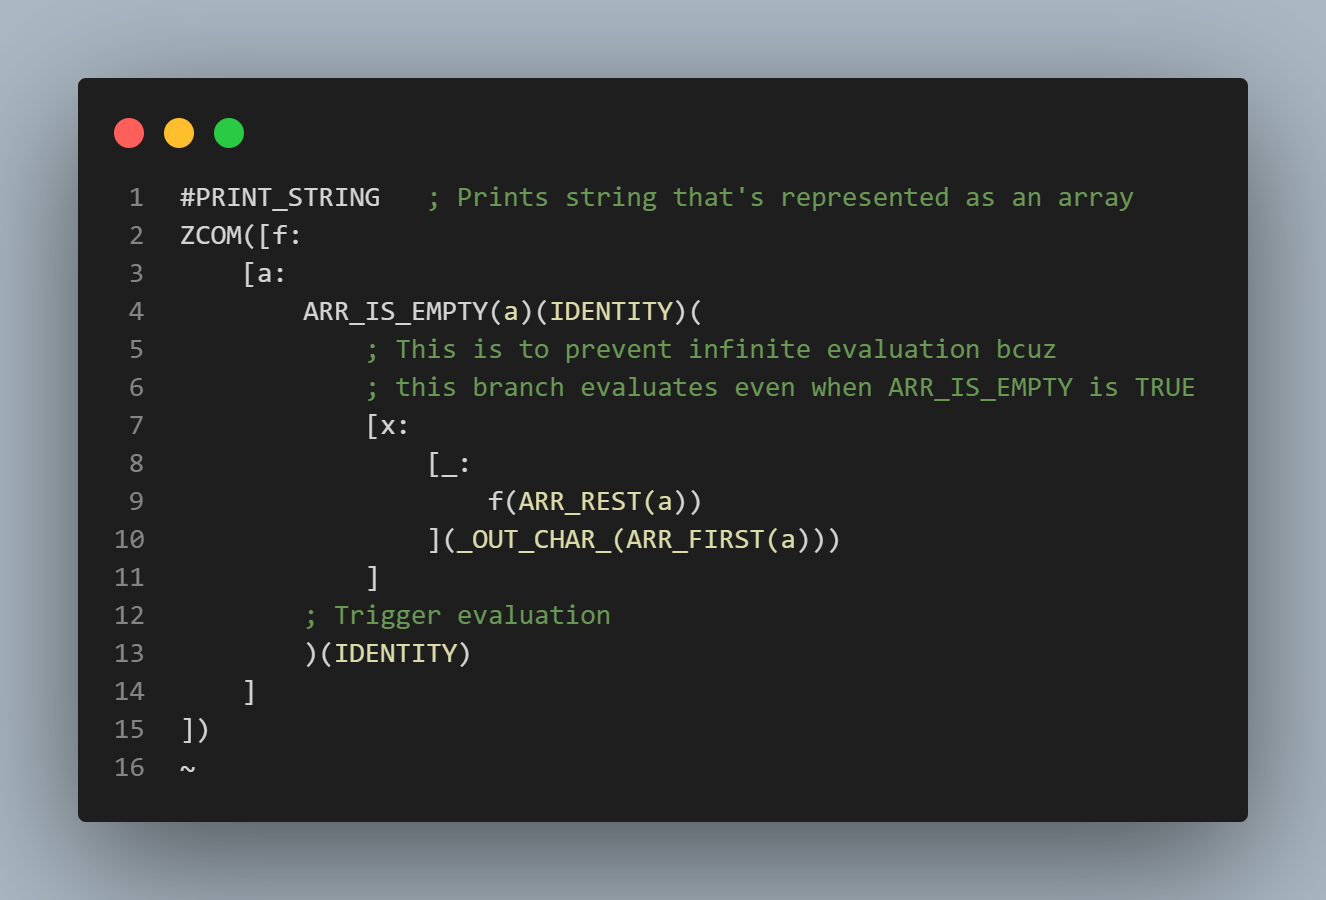 1 #PRINT_STRING   ; Prints string that's represented as an array
2 ZCOM([f:
3     [a:
4         ARR_IS_EMPTY(a)(IDENTITY)(
5             ; This is to prevent infinite evaluation bcuz
6             ; this branch evaluates even when ARR_IS_EMPTY is TRUE
7             [x:
8                 [_:
9                     f(ARR_REST(a))
10                 ](_OUT_CHAR_(ARR_FIRST(a)))
11             ]
12         ; Trigger evaluation
13         )(IDENTITY)
14     ]
15 ])
16 ~